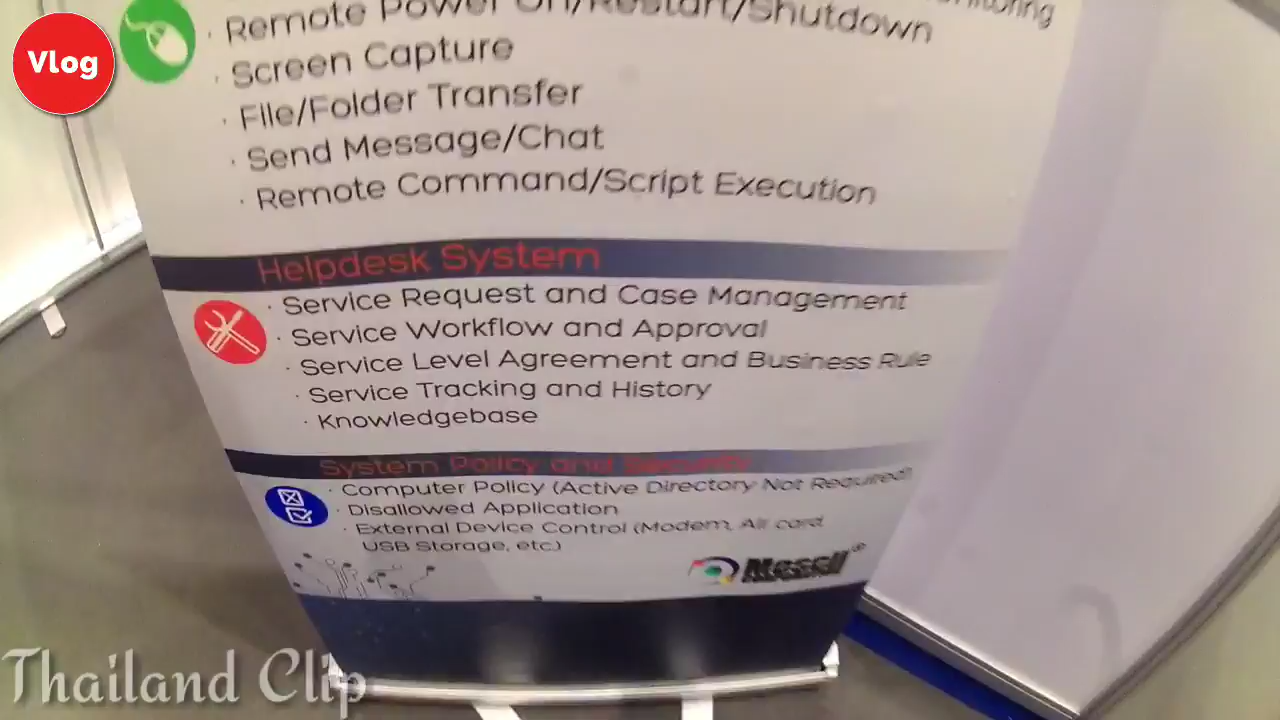 Vlog
Remote Power On/Restart/Shutdown
Screen Capture
File/Folder Transfer
Send Message/Chat
Remote Command/Script Execution
Helpdesk System
Service Request and Case Management
Service Workflow and Approval
Service Level Agreement and Business Rule
Service Tracking and History
Knowledgebase
System Policy and Security
Computer Policy (Active Directory Not Required)
Disallowed Application
External Device Control (Modem, Air card,
USB Storage, etc.)
Thailand Clip